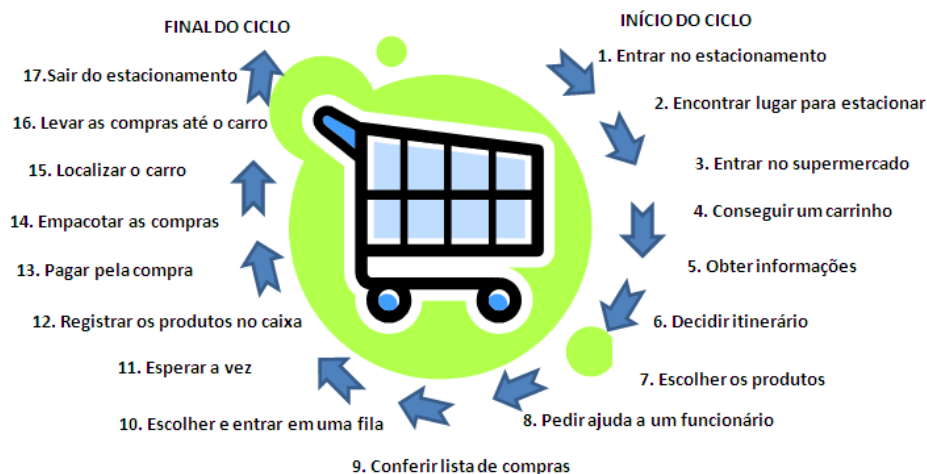 INÍCIO DO CICLO
1. Entrar no estacionamento
2. Encontrar lugar para estacionar
3. Entrar no supermercado
4. Conseguir um carrinho
5. Obter informações
6. Decidir itinerário
7. Escolher os produtos
8. Pedir ajuda a um funcionário
9. Conferir lista de compras
10. Escolher e entrar em uma fila
11. Esperar a vez
12. Registrar os produtos no caixa
13. Pagar pela compra
14. Empacotar as compras
15. Localizar o carro
16. Levar as compras até o carro
17.Sair do estacionamento
FINAL DO CICLO